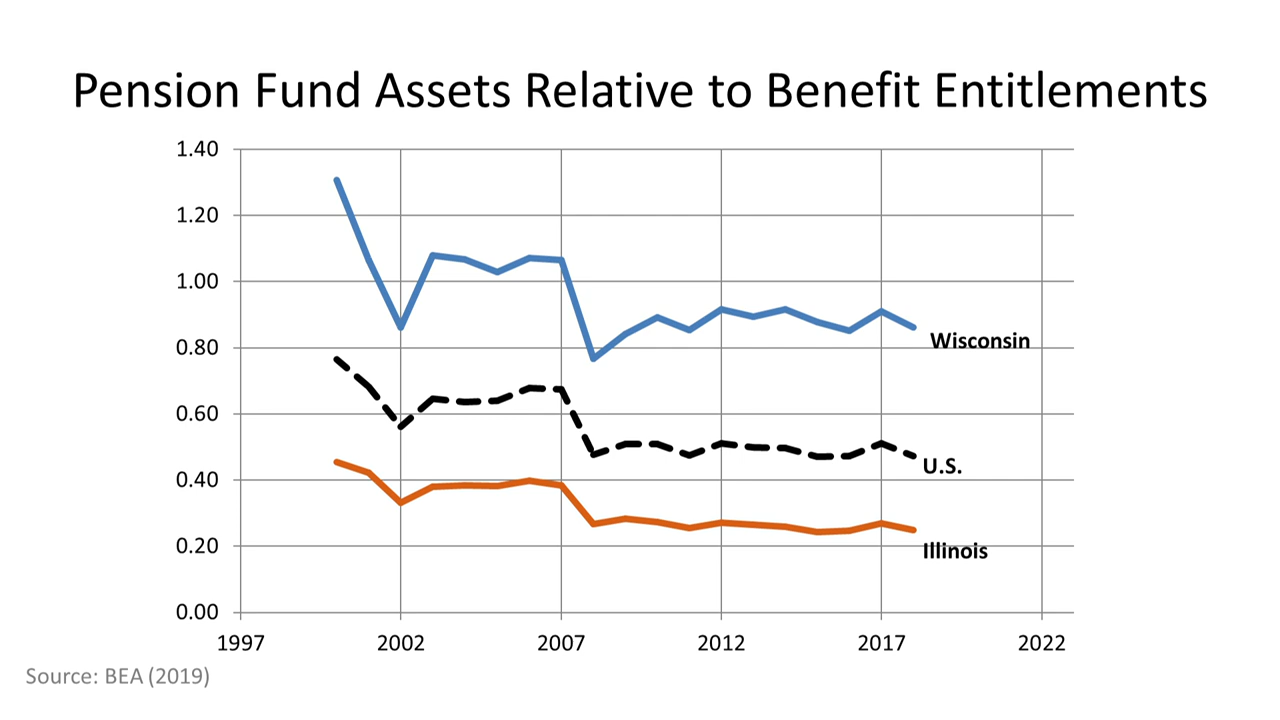 Pension Fund Assets Relative to Benefit Entitlements
1.40
1.20
1.00
0.80
0.60
0.40
0.20
0.00
Wisconsin
U.S.
Illinois
1997 2002 2007 2012 2017 2022
Source: BEA (2019)